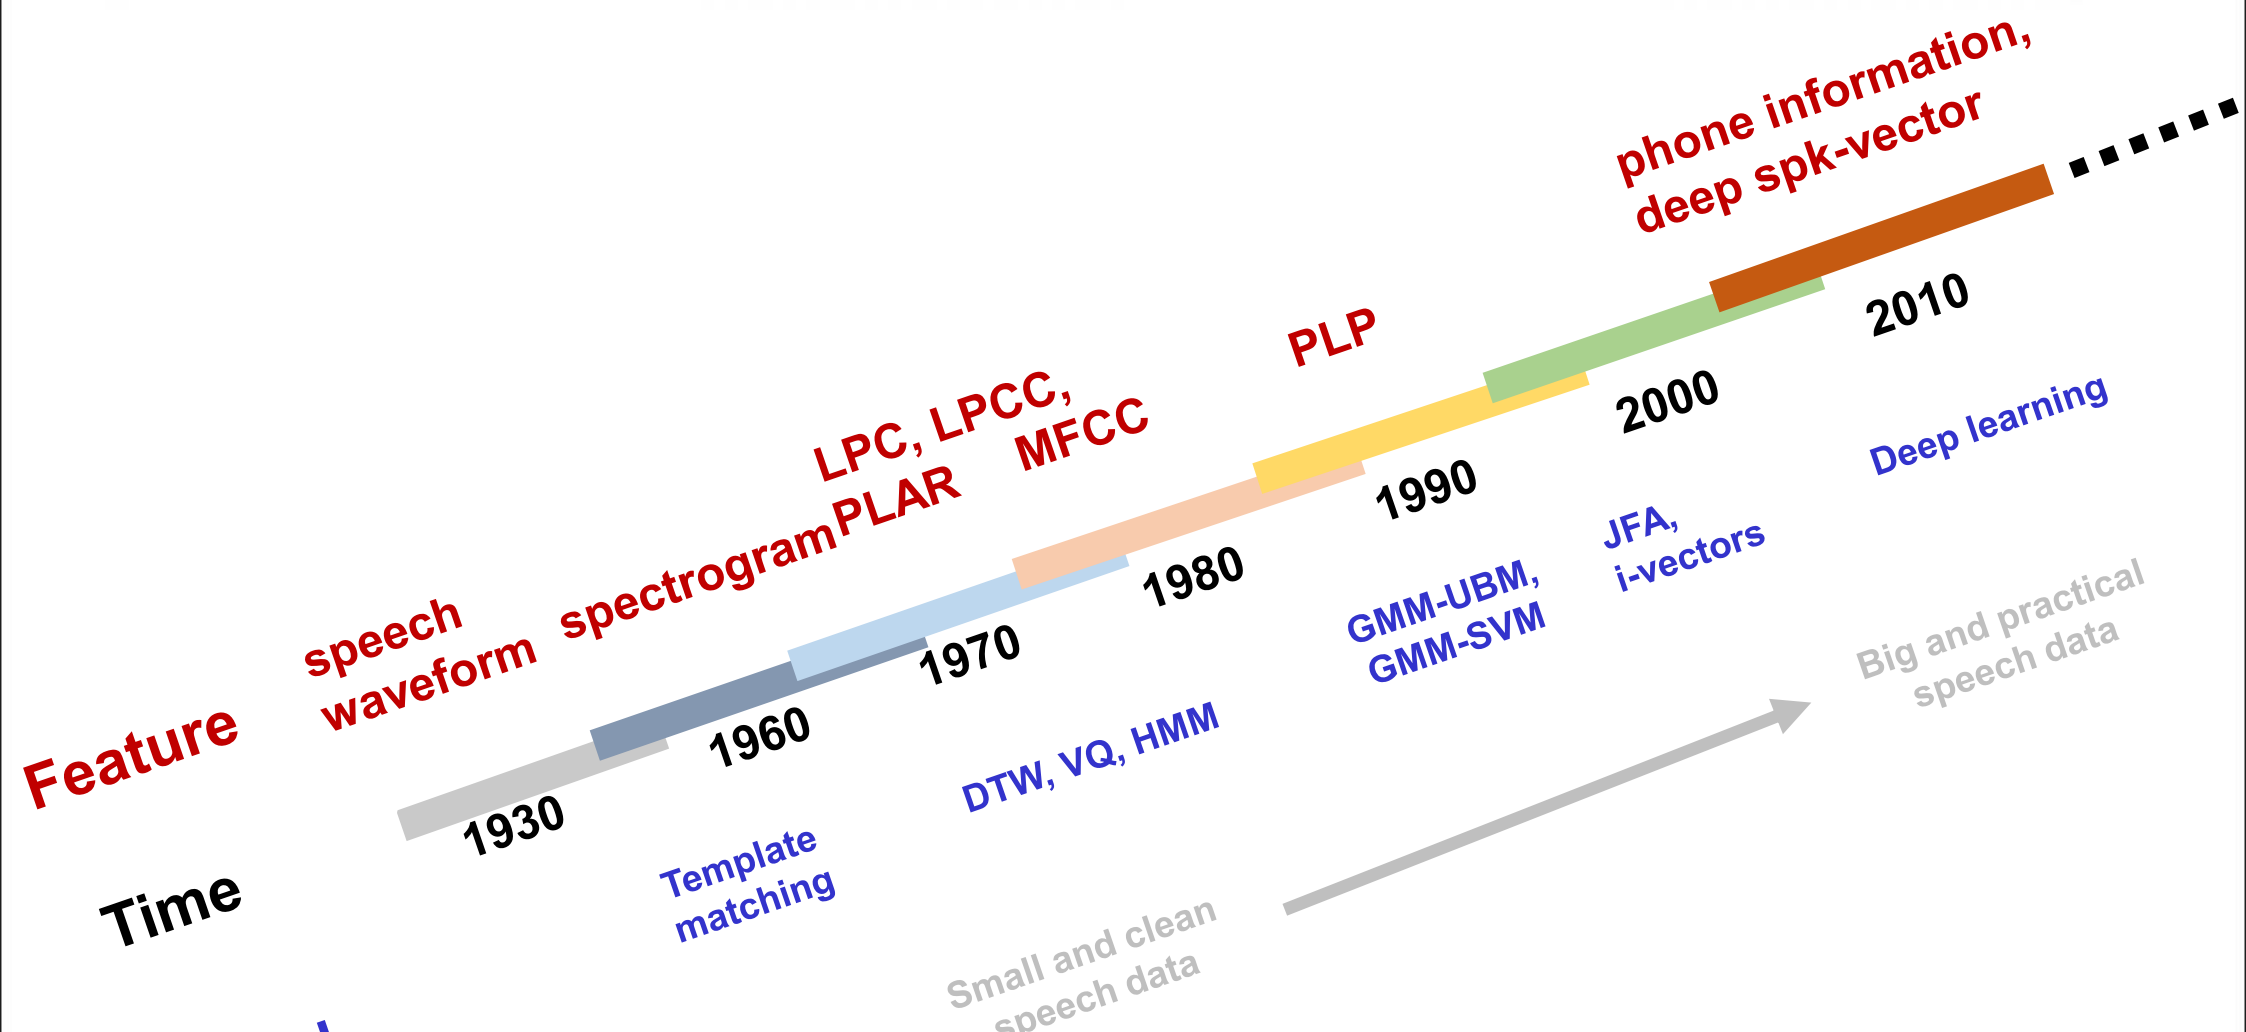 phone information,
deep spk-vector
PLP
LPC, LPCC,
PLAR
MFCC
spectrogram
speech
waveform
Feature
2010
2000
1990
1980
1970
1960
1930
Time
Deep learning
JFA,
i-vectors
GMM-UBM,
GMM-SVM
DTW, VQ, HMM
Template
matching
Big and practical
speech data
Small and clean
speech data